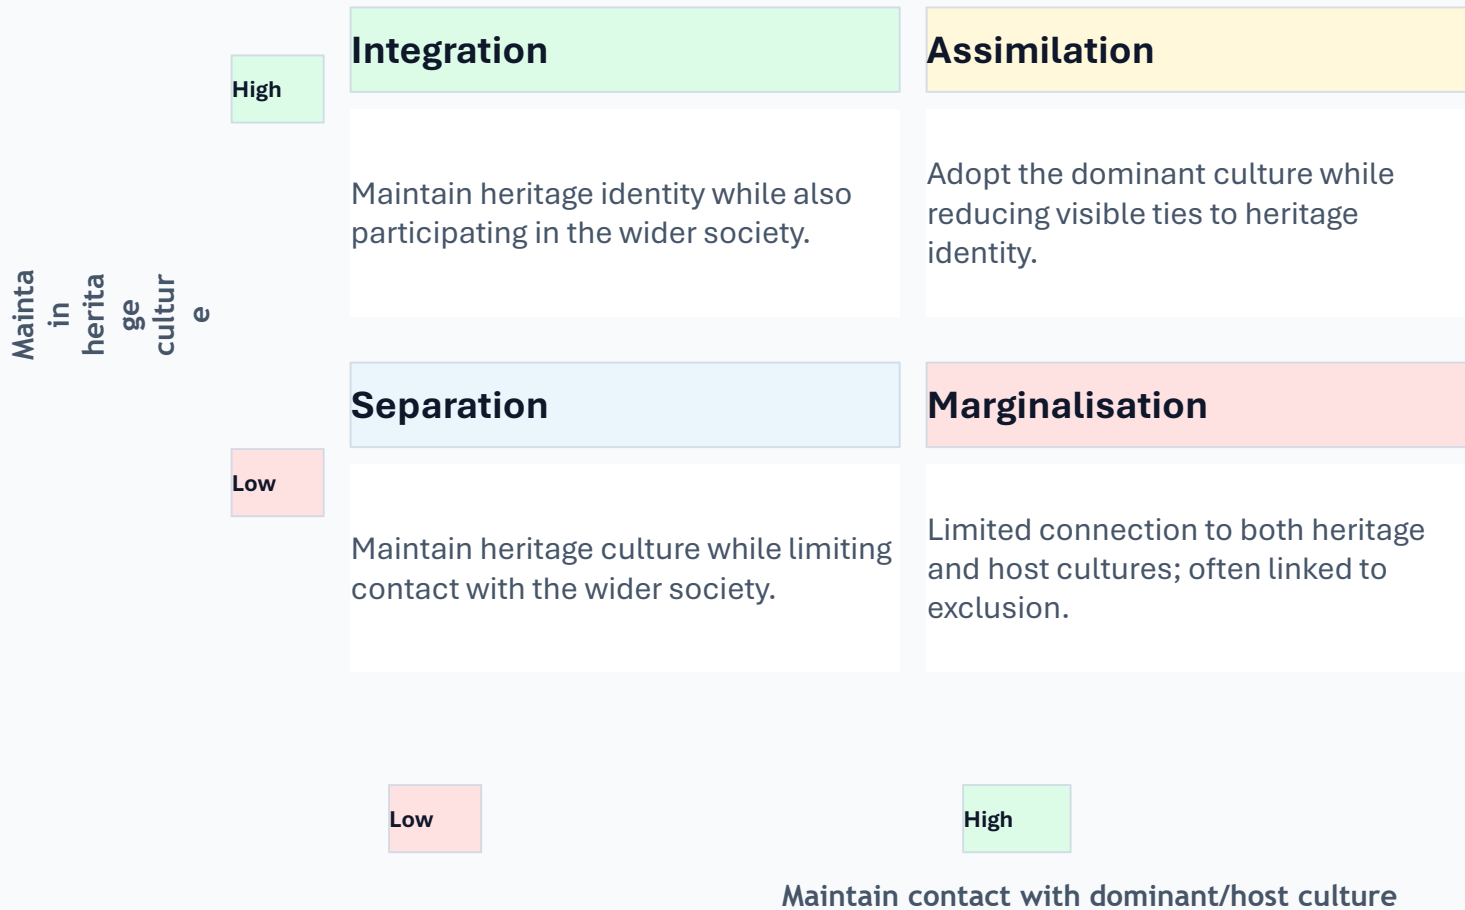 Integration
Assimilation
High
Maintain heritage identity while also
participating in the wider society.
Adopt the dominant culture while
reducing visible ties to heritage
identity.
Mainta
in
herita
ge
cultur
e
Separation
Marginalisation
Low
Maintain heritage culture while limiting
contact with the wider society.
Limited connection to both heritage
and host cultures; often linked to
exclusion.
Low
High
Maintain contact with dominant/host culture